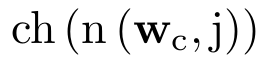 ch (n (w_c, j))